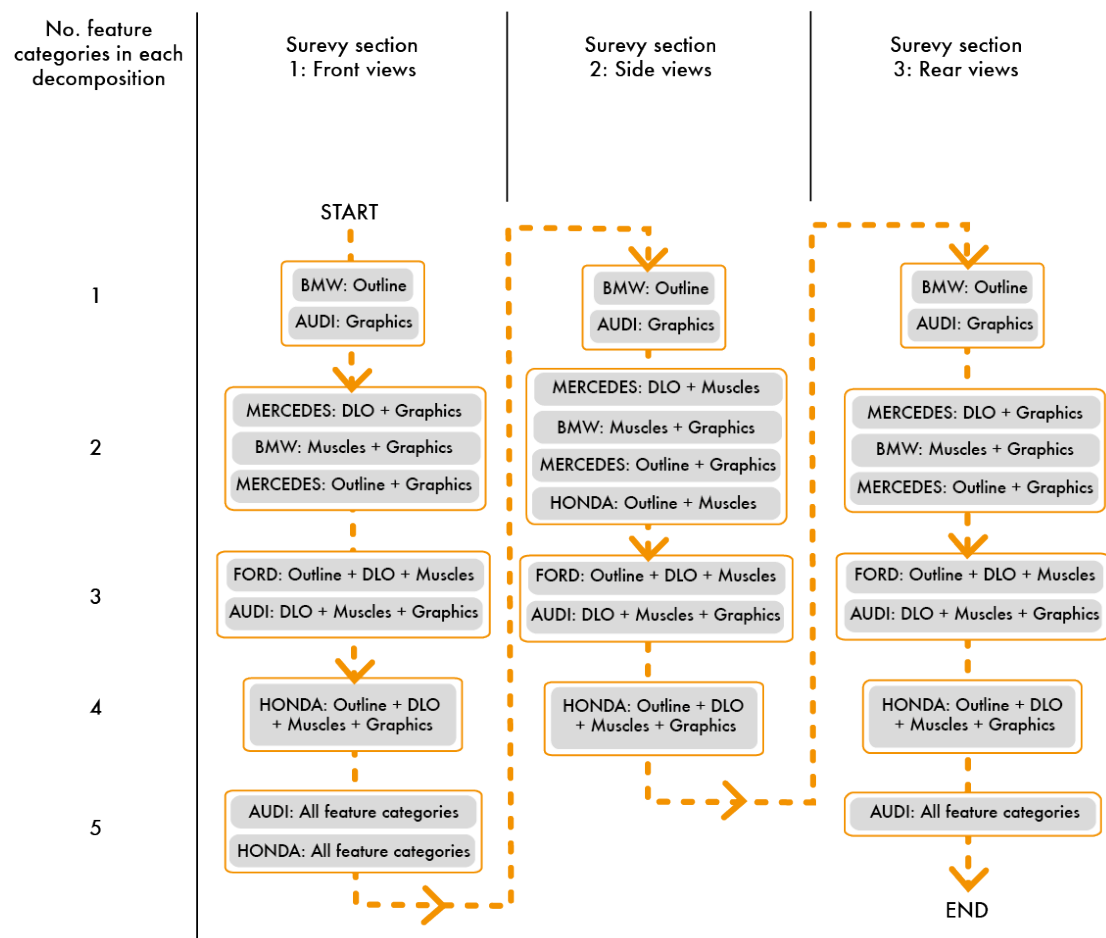 No. feature
categories in each
decomposition
Surevy section
1: Front views
Surevy section
2: Side views
Surevy section
3: Rear views
START
1
BMW: Outline
AUDI: Graphics
BMW: Outline
AUDI: Graphics
BMW: Outline
AUDI: Graphics
2
MERCEDES: DLO + Graphics
BMW: Muscles + Graphics
MERCEDES: Outline + Graphics
MERCEDES: DLO + Muscles
BMW: Muscles + Graphics
MERCEDES: Outline + Graphics
HONDA: Outline + Muscles
MERCEDES: DLO + Graphics
BMW: Muscles + Graphics
MERCEDES: Outline + Graphics
3
FORD: Outline + DLO + Muscles
AUDI: DLO + Muscles + Graphics
FORD: Outline + DLO + Muscles
AUDI: DLO + Muscles + Graphics
FORD: Outline + DLO + Muscles
AUDI: DLO + Muscles + Graphics
4
HONDA: Outline + DLO
+ Muscles + Graphics
HONDA: Outline + DLO
+ Muscles + Graphics
HONDA: Outline + DLO
+ Muscles + Graphics
5
AUDI: All feature categories
HONDA: All feature categories
AUDI: All feature categories
END